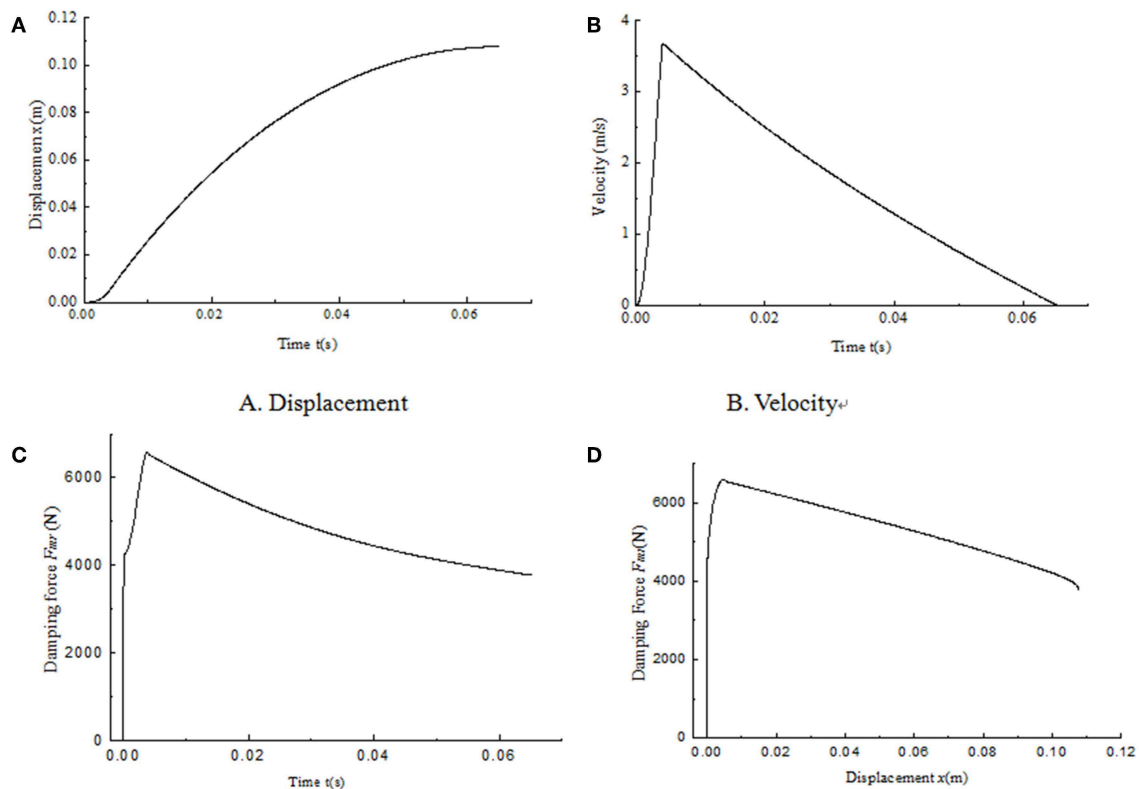 A
0.12
0.10
0.08
0.06
0.04
0.02
0.00
Displacemen x(m)
0.00 0.02 0.04 0.06
Time t(s)
B
4
3
2
1
0
Velocity (m/s)
0.00 0.02 0.04 0.06
Time t(s)
A. Displacement
B. Velocity↵
C
6000
4000
2000
0
Damping force Fmr (N)
0.00 0.02 0.04 0.06
Time t(s)
D
6000
4000
2000
0
Damping Force Fmr(N)
0.00 0.02 0.04 0.06 0.08 0.10 0.12
Displacement x(m)